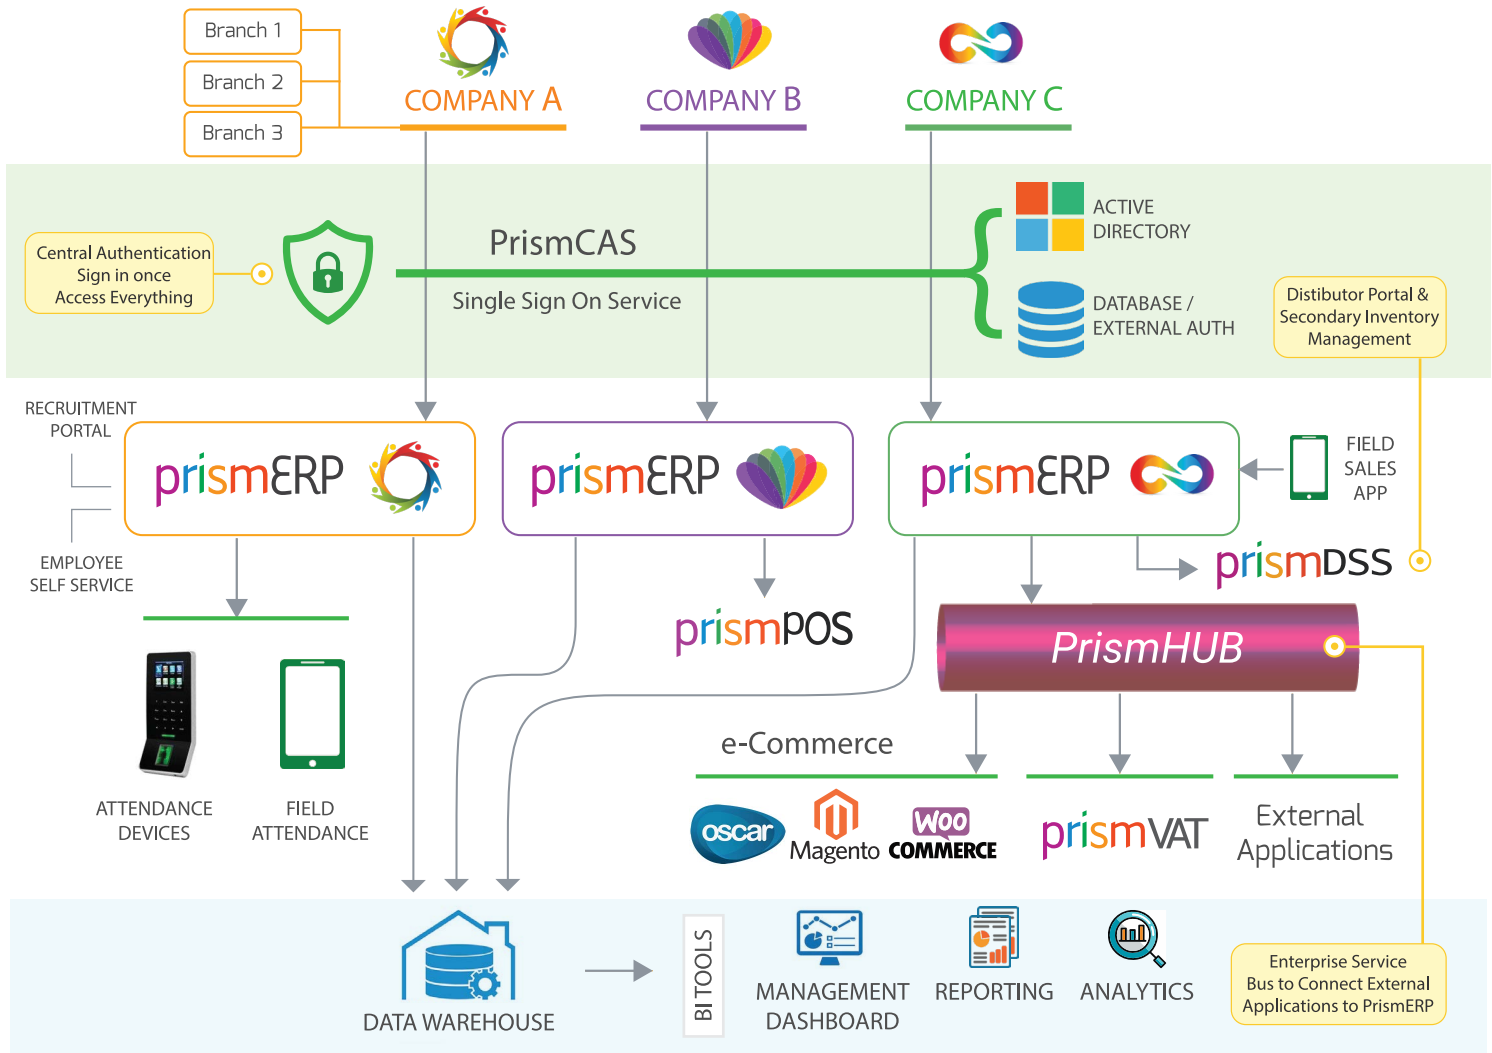 Branch 1
Branch 2
Branch 3
COMPANY A
COMPANY B
COMPANY C
Central Authentication
Sign in once
Access Everything
PrismCAS
Single Sign On Service
ACTIVE
DIRECTORY
DATABASE /
EXTERNAL AUTH
Distibutor Portal &
Secondary Inventory
Management
RECRUITMENT
PORTAL
EMPLOYEE
SELF SERVICE
prismERP
prismERP
prismERP
FIELD
SALES
APP
prismDSS
prismPOS
PrismHUB
ATTENDANCE
DEVICES
FIELD
ATTENDANCE
e-Commerce
oscar
Magento
WOO
COMMERCE
prismVAT
External
Applications
DATA WAREHOUSE
BI TOOLS
MANAGEMENT
DASHBOARD
REPORTING
ANALYTICS
Enterprise Service
Bus to Connect External
Applications to PrismERP